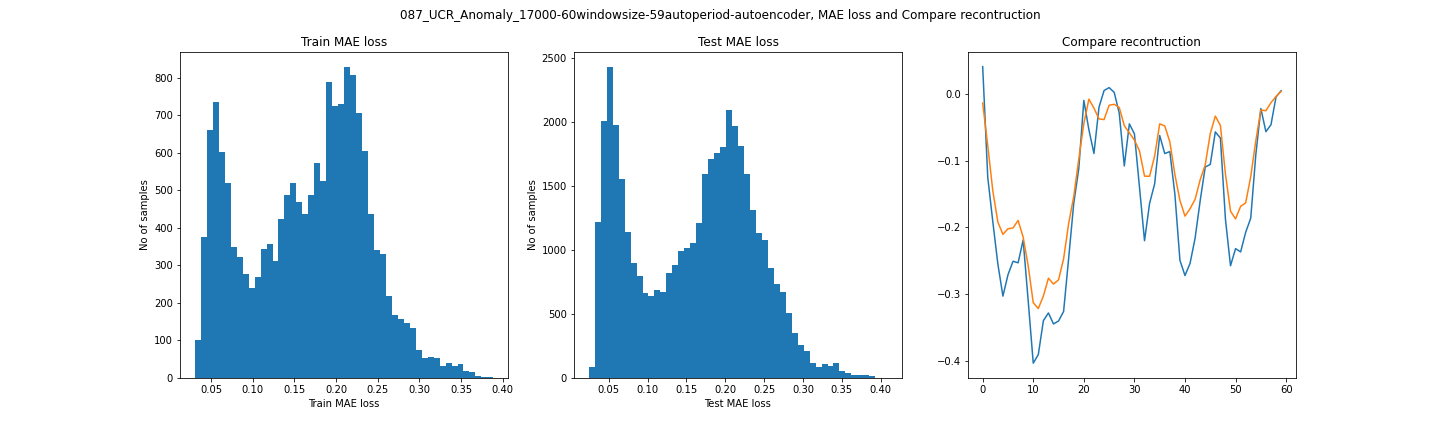 087_UCR_Anomaly_17000-60windowsize-59autoperiod-autoencoder, MAE loss and Compare recontruction
Train MAE loss
No of samples
800
700
600
500
400
300
200
100
0
0.05 0.10 0.15 0.20 0.25 0.30 0.35 0.40
Train MAE loss
Test MAE loss
No of samples
2500
2000
1500
1000
500
0
0.05 0.10 0.15 0.20 0.25 0.30 0.35 0.40
Test MAE loss
Compare recontruction
0.0
−0.1
−0.2
−0.3
−0.4
0 10 20 30 40 50 60